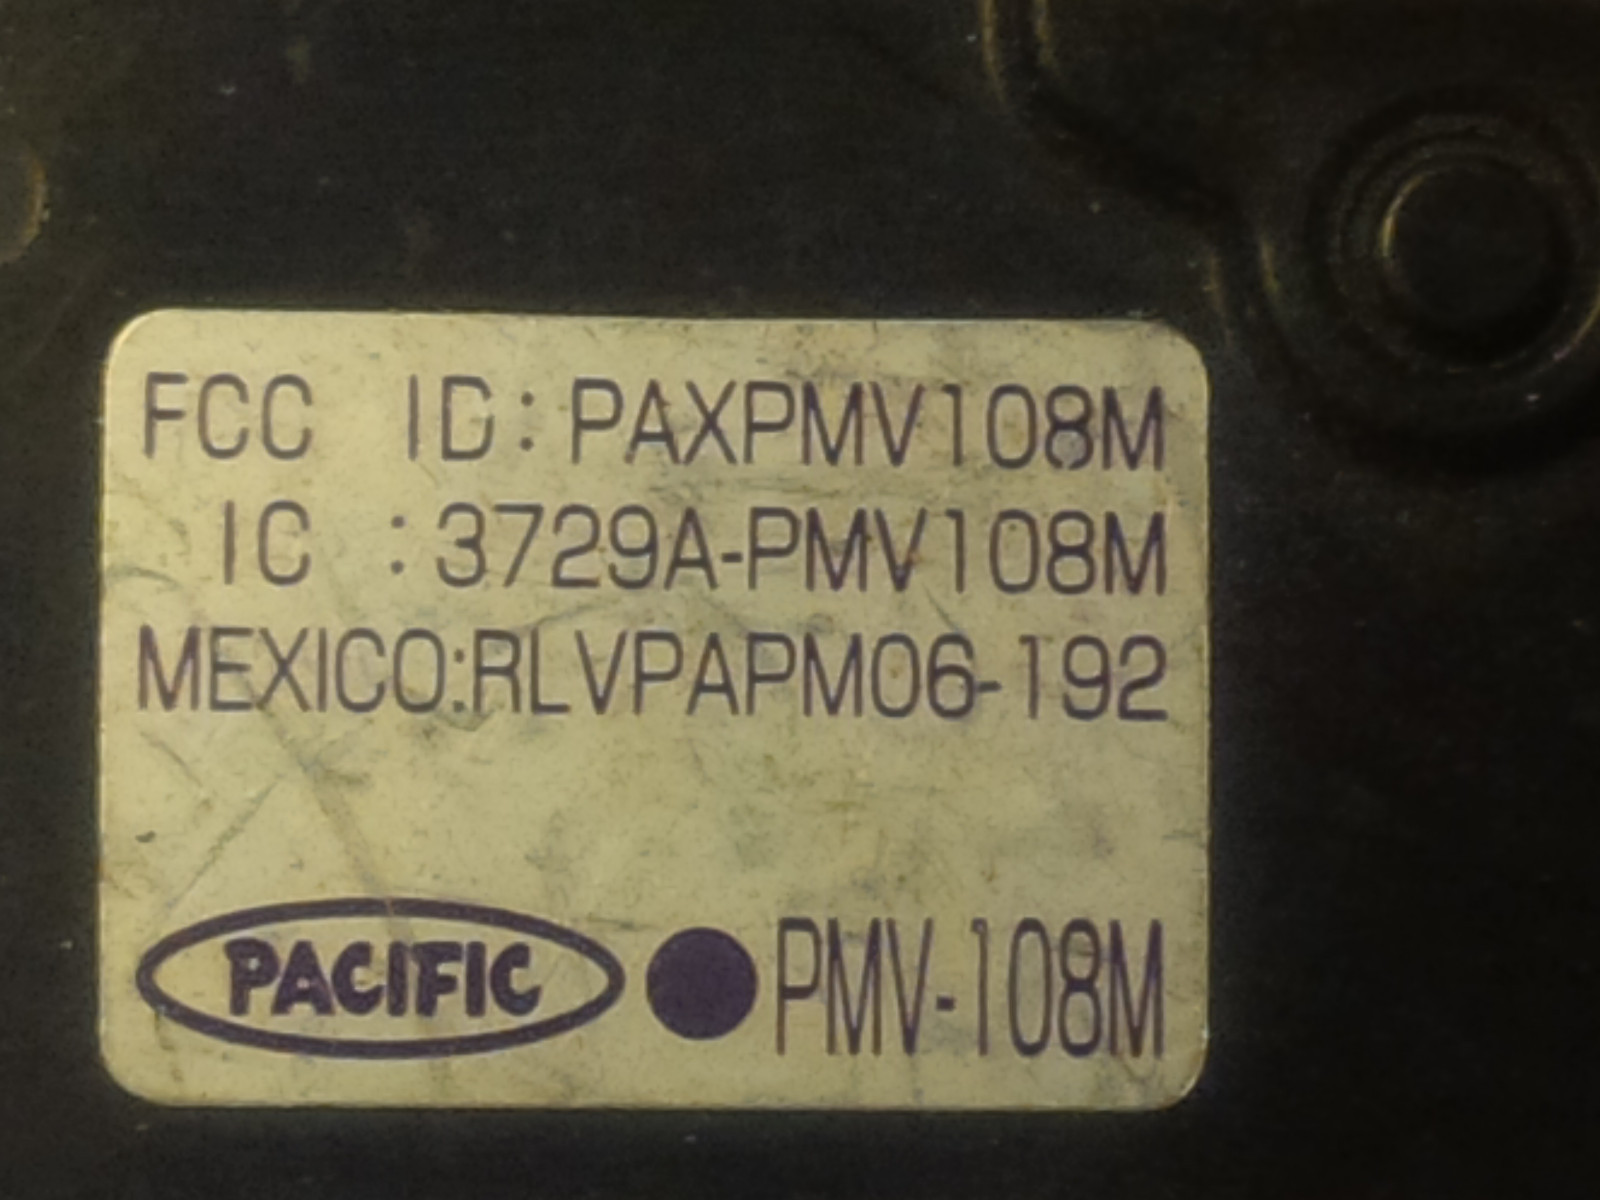 FCC ID: PAXPMV108M
IC : 3729A-PMV108M
MEXICO:RLVPAPM06-192
PACIFIC ● PMV-108M